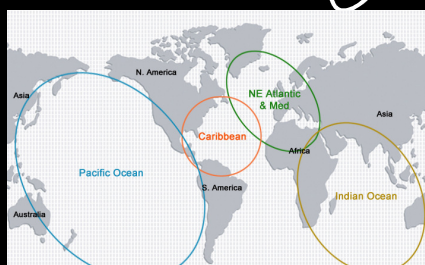 N. America
Asia
NE Atlantic
& Med.
Asia
Caribbean
Africa
Pacific Ocean
S. America
Indian Ocean
Australia